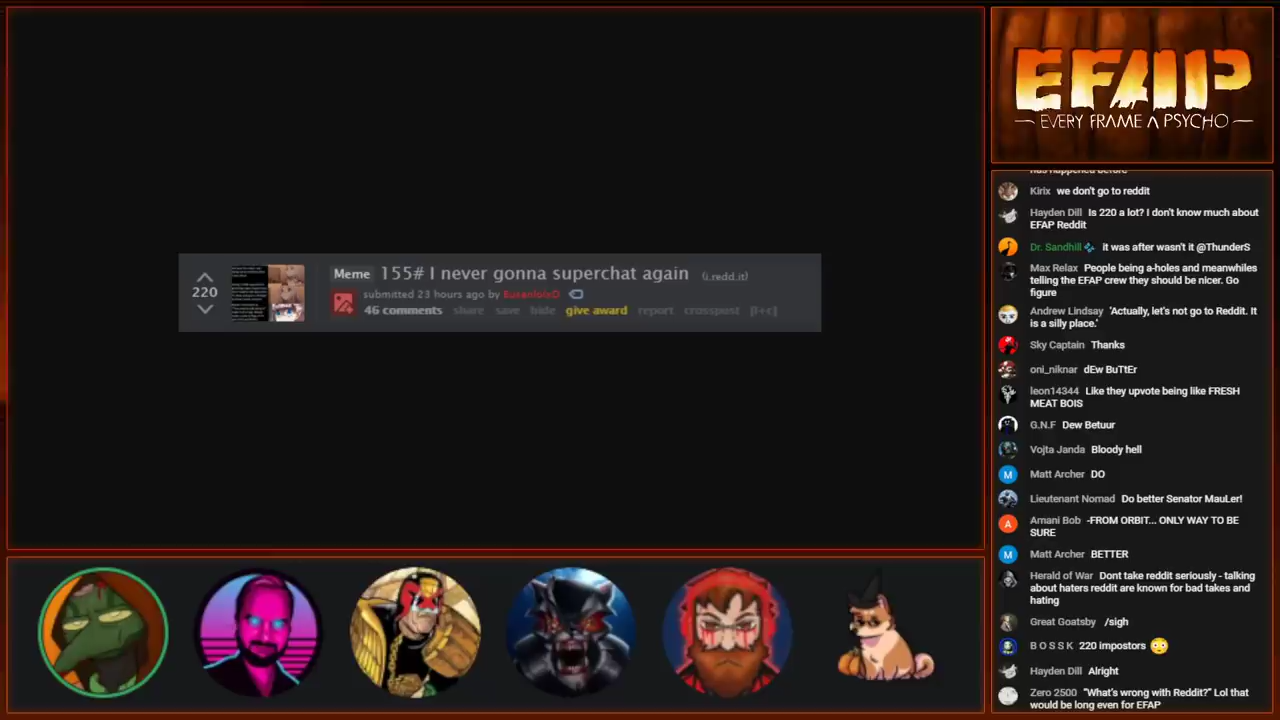 220
Meme 155# I never gonna superchat again (i.redd.it)
submitted 23 hours ago by
46 comments share save hide give award report crosspost [l+c]
EFAP
EVERY FRAME A PSYCHO
has happened before
Kirix we don't go to reddit
Hayden Dill Is 220 a lot? I don't know much about
EFAP Reddit
Dr. Sandhill it was after wasn't it @ThunderS
Max Relax People being a-holes and meanwhile
telling the EFAP crew they should be nicer. Go
figure
Andrew Lindsay 'Actually, let's not go to Reddit. It
is a silly place.'
Sky Captain Thanks
oni_niknar dEw BuTtEr
leon14344 Like they upvote being like FRESH
MEAT BOIS
G.N.F Dew Betuur
Vojta Janda Bloody hell
M Matt Archer DO
Lieutenant Nomad Do better Senator MauLer!
A Amani Bob -FROM ORBIT... ONLY WAY TO BE
SURE
M Matt Archer BETTER
Herald of War Dont take reddit seriously - talking
about haters reddit are known for bad takes and
hating
Great Goatsby /sigh
B O S S K 220 impostors 😳
Hayden Dill Alright
Zero 2500 “What's wrong with Reddit?” Lol that
would be long even for EFAP